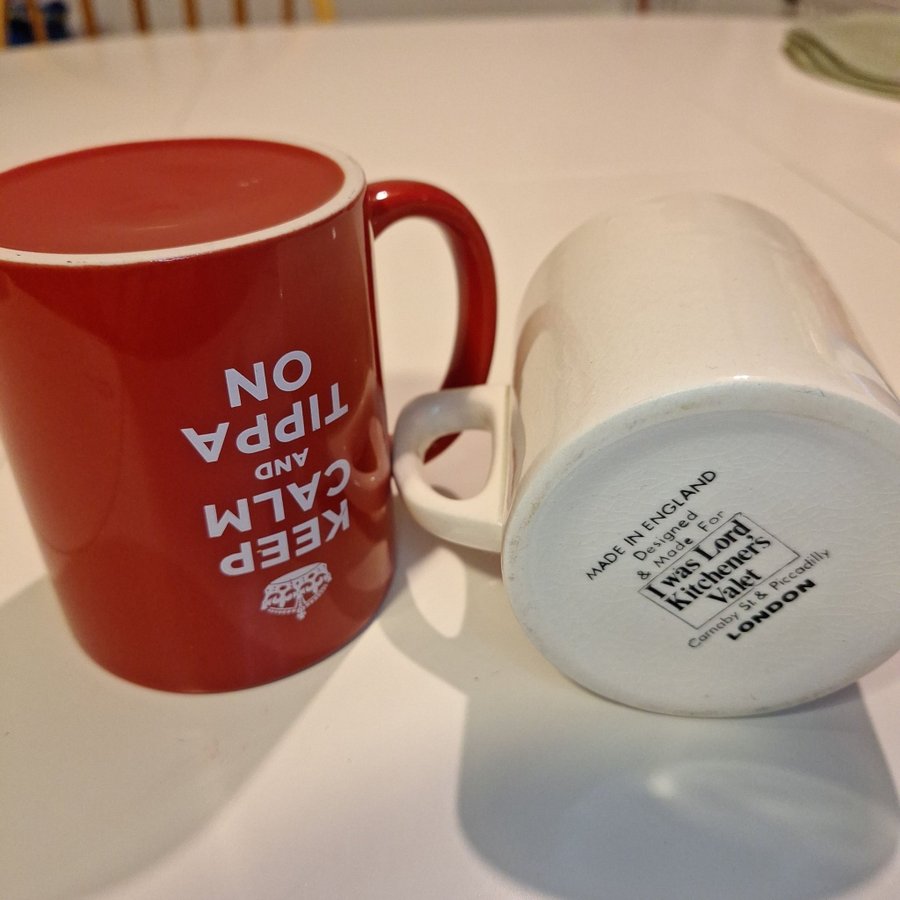 KEEP
CALM
AND
TIPPA
ON
MADE IN ENGLAND
Designed
& Made For
I was Lord
Kitchener's
Valet
Carnaby St. & Piccadilly
LONDON